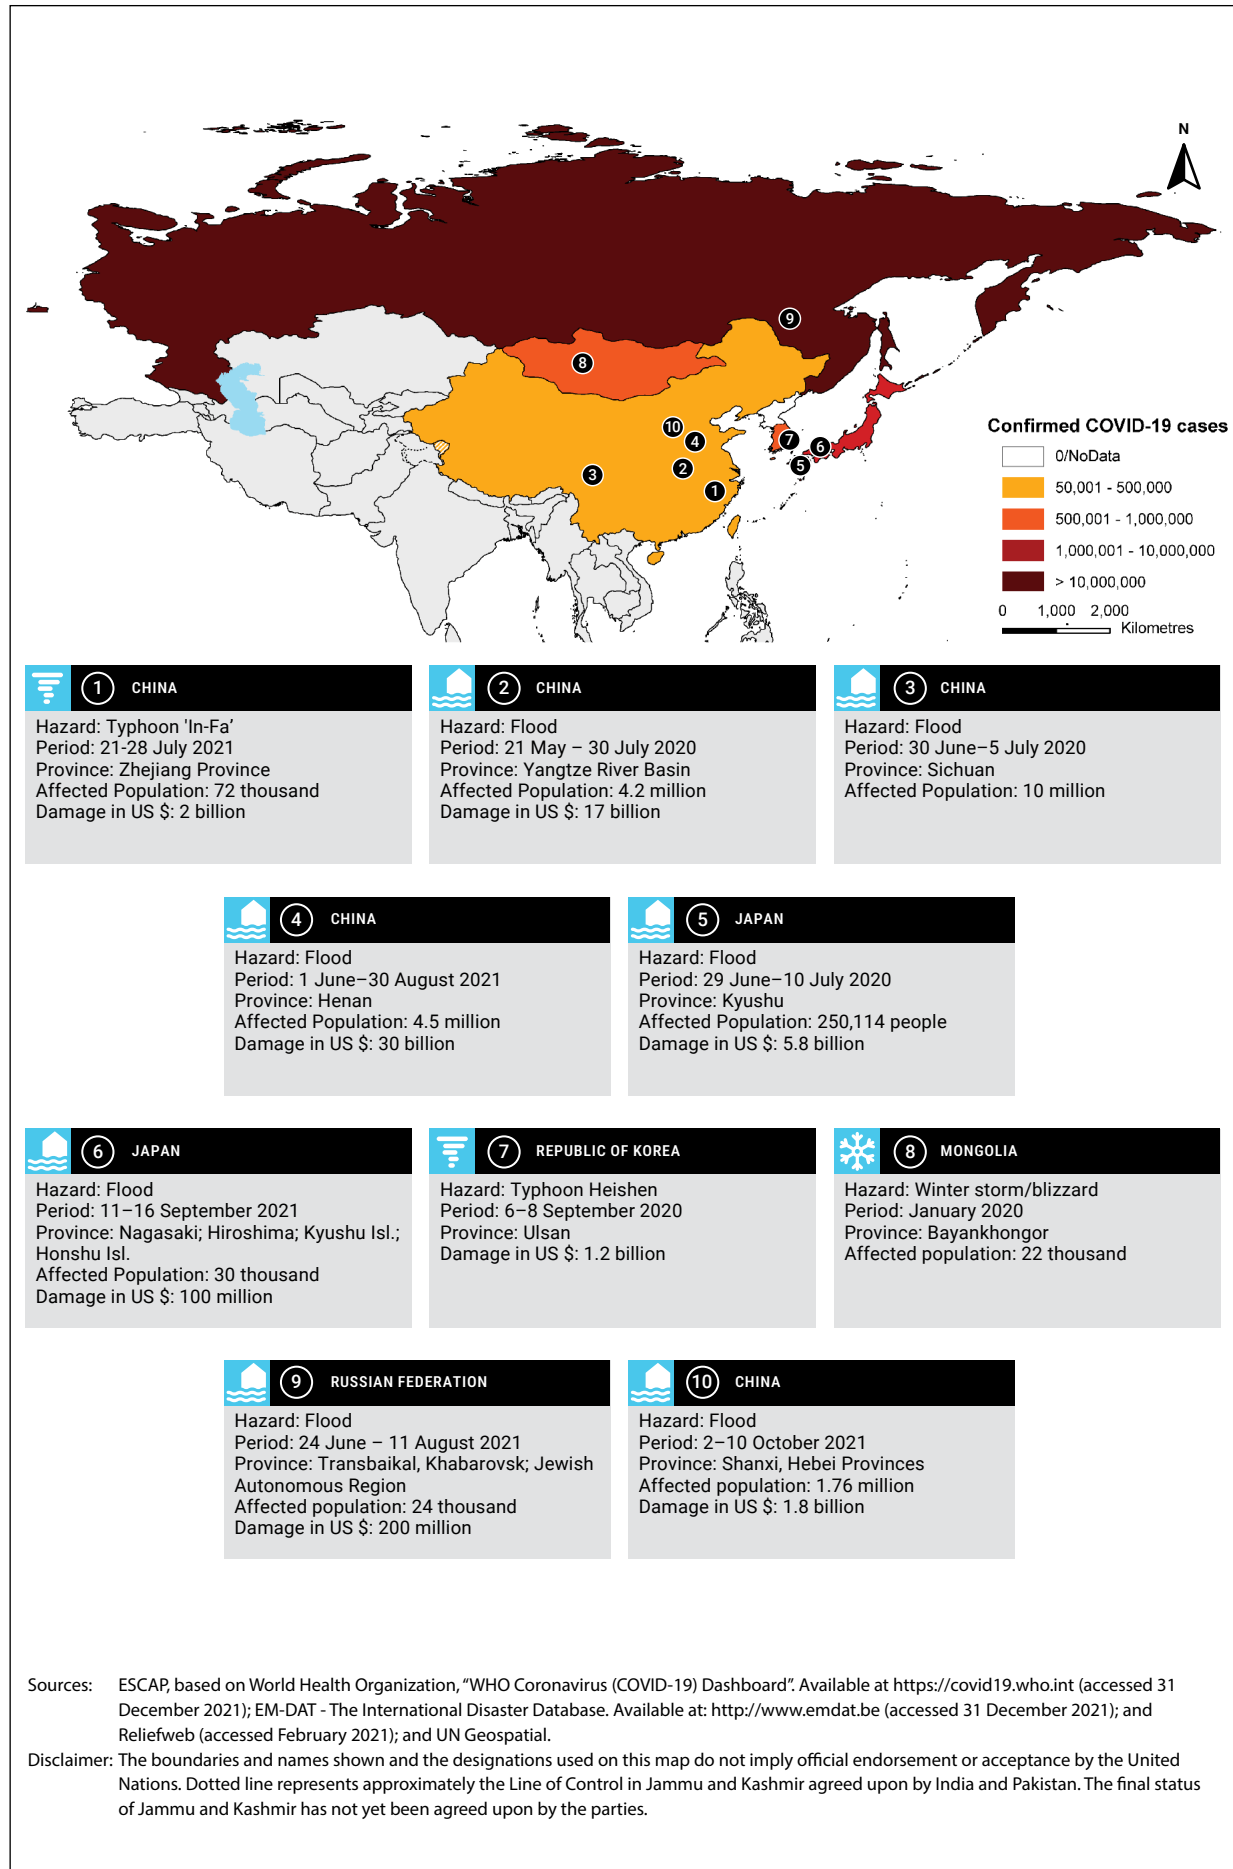 N
9
8
10
4
7
6
5
2
3
1
Confirmed COVID-19 cases
0/NoData
50,001 - 500,000
500,001 - 1,000,000
1,000,001 - 10,000,000
> 10,000,000
0 1,000 2,000
Kilometres
1 CHINA
Hazard: Typhoon 'In-Fa’
Period: 21-28 July 2021
Province: Zhejiang Province
Affected Population: 72 thousand
Damage in US $: 2 billion
2 CHINA
Hazard: Flood
Period: 21 May – 30 July 2020
Province: Yangtze River Basin
Affected Population: 4.2 million
Damage in US $: 17 billion
3 CHINA
Hazard: Flood
Period: 30 June–5 July 2020
Province: Sichuan
Affected Population: 10 million
4 CHINA
Hazard: Flood
Period: 1 June–30 August 2021
Province: Henan
Affected Population: 4.5 million
Damage in US $: 30 billion
5 JAPAN
Hazard: Flood
Period: 29 June–10 July 2020
Province: Kyushu
Affected Population: 250,114 people
Damage in US $: 5.8 billion
6 JAPAN
Hazard: Flood
Period: 11–16 September 2021
Province: Nagasaki; Hiroshima; Kyushu Isl.;
Honshu Isl.
Affected Population: 30 thousand
Damage in US $: 100 million
7 REPUBLIC OF KOREA
Hazard: Typhoon Heishen
Period: 6–8 September 2020
Province: Ulsan
Damage in US $: 1.2 billion
8 MONGOLIA
Hazard: Winter storm/blizzard
Period: January 2020
Province: Bayankhongor
Affected population: 22 thousand
9 RUSSIAN FEDERATION
Hazard: Flood
Period: 24 June – 11 August 2021
Province: Transbaikal, Khabarovsk; Jewish
Autonomous Region
Affected population: 24 thousand
Damage in US $: 200 million
10 CHINA
Hazard: Flood
Period: 2–10 October 2021
Province: Shanxi, Hebei Provinces
Affected population: 1.76 million
Damage in US $: 1.8 billion
Sources: ESCAP, based on World Health Organization, “WHO Coronavirus (COVID-19) Dashboard”. Available at https://covid19.who.int (accessed 31
December 2021); EM-DAT - The International Disaster Database. Available at: http://www.emdat.be (accessed 31 December 2021); and
Reliefweb (accessed February 2021); and UN Geospatial.
Disclaimer: The boundaries and names shown and the designations used on this map do not imply official endorsement or acceptance by the United
Nations. Dotted line represents approximately the Line of Control in Jammu and Kashmir agreed upon by India and Pakistan. The final status
of Jammu and Kashmir has not yet been agreed upon by the parties.